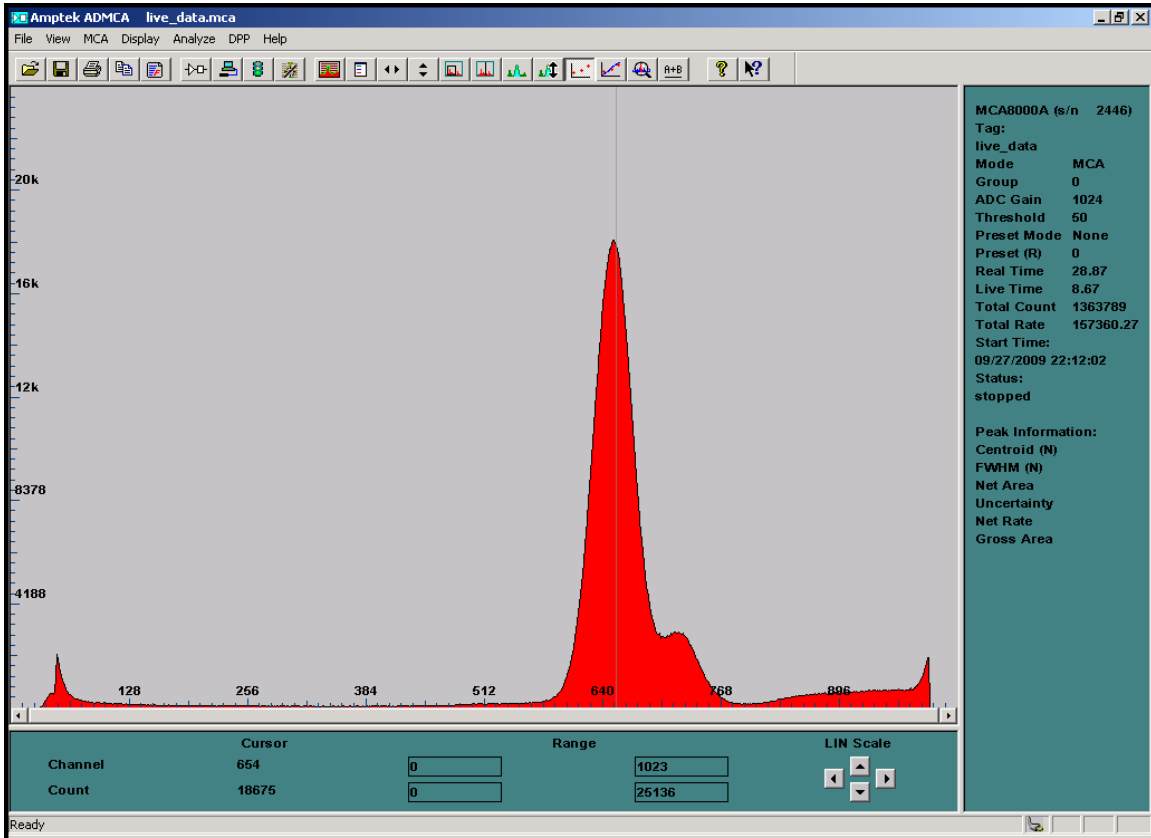 Amptek ADMCA    live_data.mca
File  View  MCA  Display  Analyze  DPP  Help
A+B
20k
16k
12k
8378
4188
128  256  384  512  640  768  896
MCA8000A (s/n    2446)
Tag:
live_data
Mode    MCA
Group    0
ADC Gain    1024
Threshold    50
Preset Mode  None
Preset (R)    0
Real Time    28.87
Live Time    8.67
Total Count    1363789
Total Rate    157360.27
Start Time:
09/27/2009 22:12:02
Status:
stopped
Peak Information:
Centroid (N)
FWHM (N)
Net Area
Uncertainty
Net Rate
Gross Area
Cursor    Range    LIN Scale
Channel    654    0    1023
Count    18675    0    25136
Ready